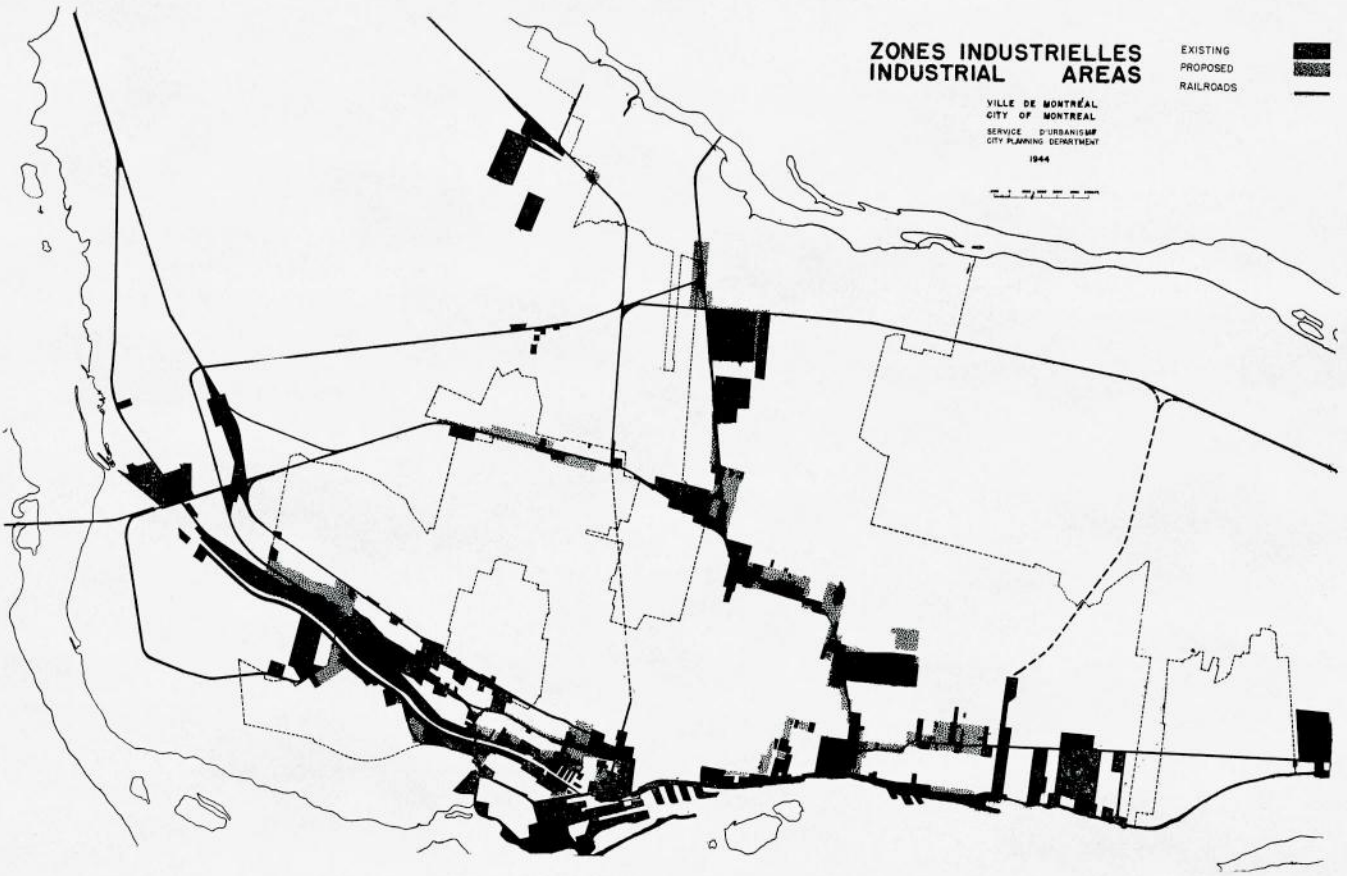 ZONES INDUSTRIELLES
INDUSTRIAL AREAS
VILLE DE MONTRÉAL
CITY OF MONTREAL
SERVICE D'URBANISME
CITY PLANNING DEPARTMENT
1944
EXISTING
PROPOSED
RAILROADS